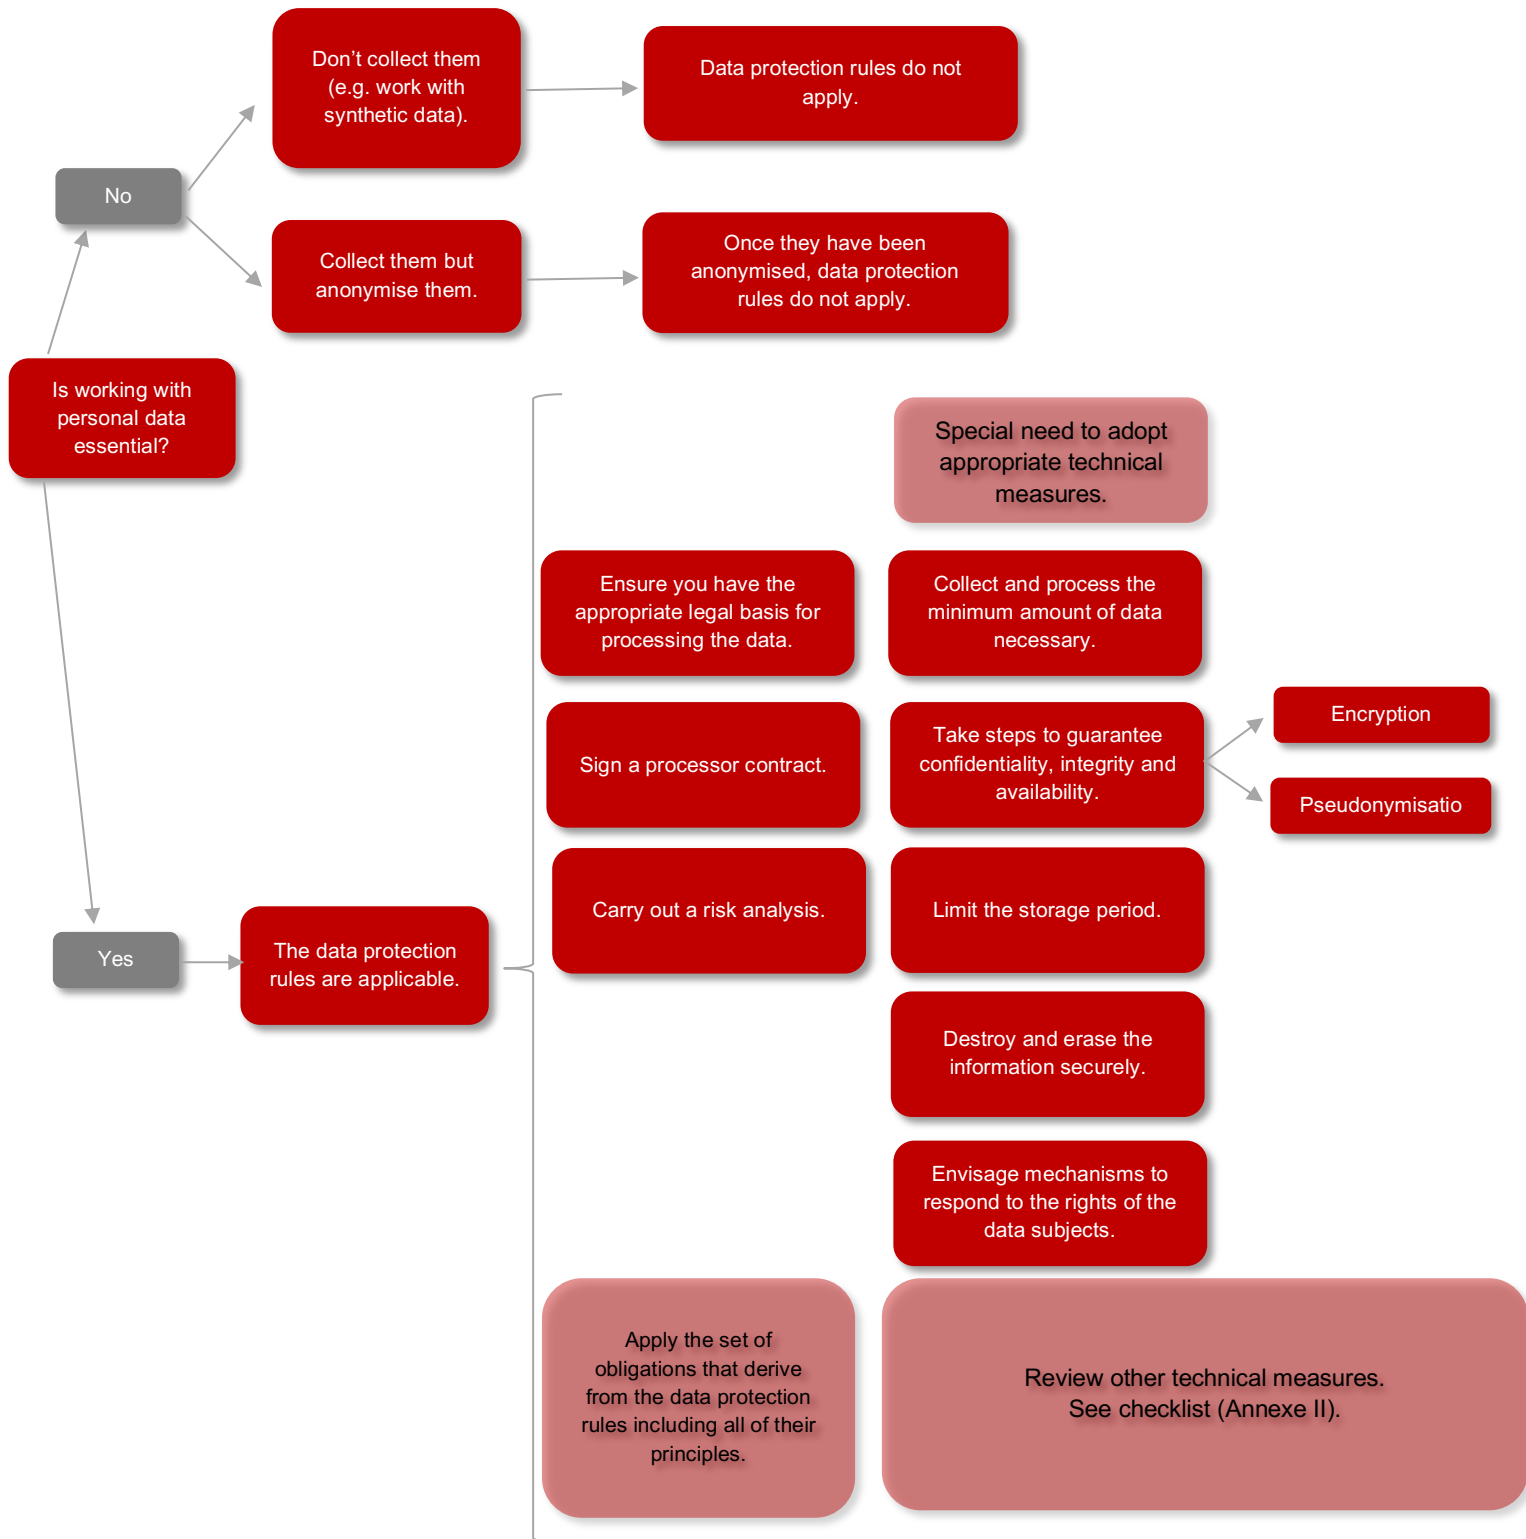 Don’t collect them
(e.g. work with
synthetic data).
Data protection rules do not
apply.
No
Collect them but
anonymise them.
Once they have been
anonymised, data protection
rules do not apply.
Is working with
personal data
essential?
Special need to adopt
appropriate technical
measures.
Ensure you have the
appropriate legal basis for
processing the data.
Collect and process the
minimum amount of data
necessary.
Sign a processor contract.
Take steps to guarantee
confidentiality, integrity and
availability.
Encryption
Pseudonymisatio
Carry out a risk analysis.
Limit the storage period.
Yes
The data protection
rules are applicable.
Destroy and erase the
information securely.
Envisage mechanisms to
respond to the rights of the
data subjects.
Apply the set of
obligations that derive
from the data protection
rules including all of their
principles.
Review other technical measures.
See checklist (Annexe II).